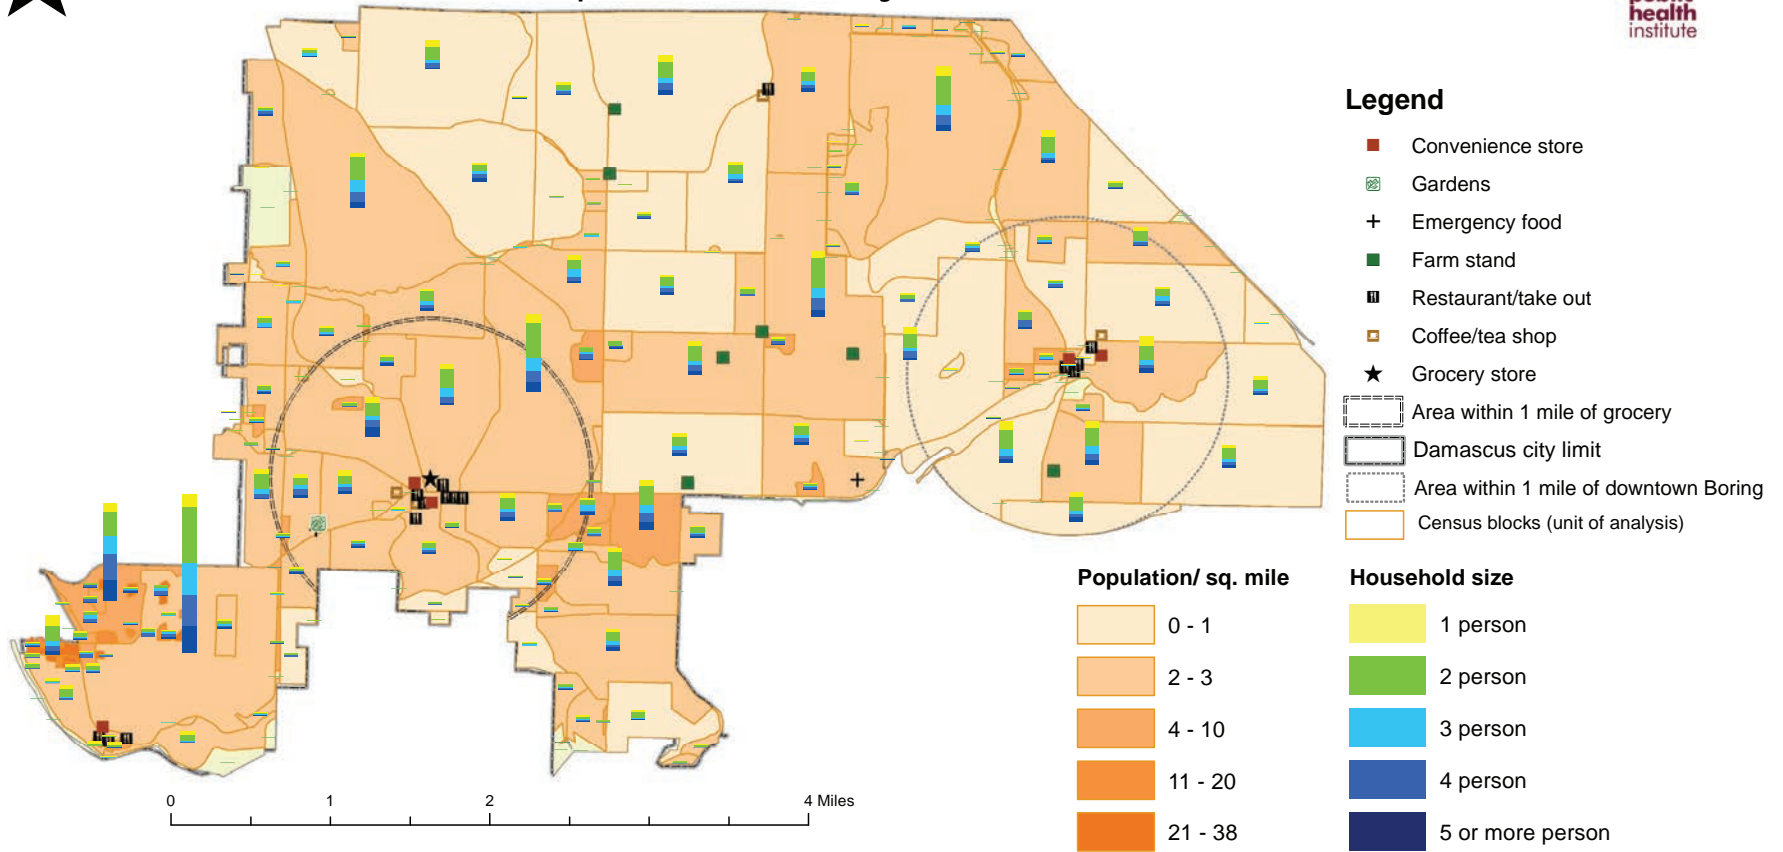 health
institute
Legend
Convenience store
Gardens
Emergency food
Farm stand
Restaurant/take out
Coffee/tea shop
Grocery store
Area within 1 mile of grocery
Damascus city limit
Area within 1 mile of downtown Boring
Census blocks (unit of analysis)
Population/ sq. mile
0 - 1
2 - 3
4 - 10
11 - 20
21 - 38
Household size
1 person
2 person
3 person
4 person
5 or more person
0 1 2 4 Miles